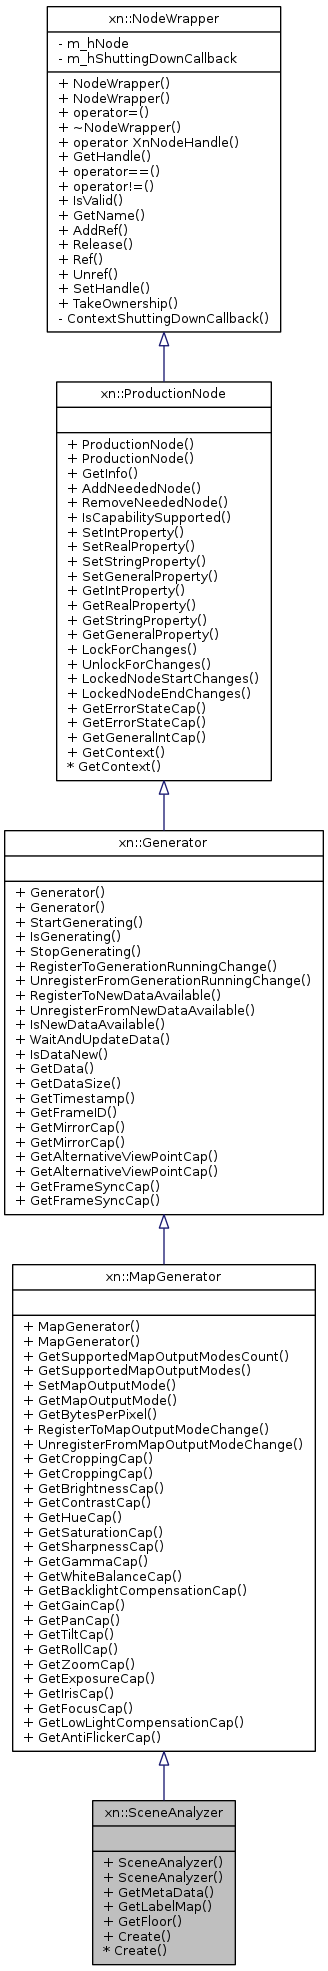 xn::NodeWrapper
- m_hNode
- m_hShuttingDownCallback
+ NodeWrapper()
+ NodeWrapper()
+ operator=()
+ ~NodeWrapper()
+ operator XnNodeHandle()
+ GetHandle()
+ operator==()
+ operator!=()
+ IsValid()
+ GetName()
+ AddRef()
+ Release()
+ Ref()
+ Unref()
+ SetHandle()
+ TakeOwnership()
- ContextShuttingDownCallback()
xn::ProductionNode
+ ProductionNode()
+ ProductionNode()
+ GetInfo()
+ AddNeededNode()
+ RemoveNeededNode()
+ IsCapabilitySupported()
+ SetIntProperty()
+ SetRealProperty()
+ SetStringProperty()
+ SetGeneralProperty()
+ GetIntProperty()
+ GetRealProperty()
+ GetStringProperty()
+ GetGeneralProperty()
+ LockForChanges()
+ UnlockForChanges()
+ LockedNodeStartChanges()
+ LockedNodeEndChanges()
+ GetErrorStateCap()
+ GetErrorStateCap()
+ GetGeneralIntCap()
+ GetContext()
* GetContext()
xn::Generator
+ Generator()
+ Generator()
+ StartGenerating()
+ IsGenerating()
+ StopGenerating()
+ RegisterToGenerationRunningChange()
+ UnregisterFromGenerationRunningChange()
+ RegisterToNewDataAvailable()
+ UnregisterFromNewDataAvailable()
+ IsNewDataAvailable()
+ WaitAndUpdateData()
+ IsDataNew()
+ GetData()
+ GetDataSize()
+ GetTimestamp()
+ GetFrameID()
+ GetMirrorCap()
+ GetMirrorCap()
+ GetAlternativeViewPointCap()
+ GetAlternativeViewPointCap()
+ GetFrameSyncCap()
+ GetFrameSyncCap()
xn::MapGenerator
+ MapGenerator()
+ MapGenerator()
+ GetSupportedMapOutputModesCount()
+ GetSupportedMapOutputModes()
+ SetMapOutputMode()
+ GetMapOutputMode()
+ GetBytesPerPixel()
+ RegisterToMapOutputModeChange()
+ UnregisterFromMapOutputModeChange()
+ GetCroppingCap()
+ GetCroppingCap()
+ GetBrightnessCap()
+ GetContrastCap()
+ GetHueCap()
+ GetSaturationCap()
+ GetSharpnessCap()
+ GetGammaCap()
+ GetWhiteBalanceCap()
+ GetBacklightCompensationCap()
+ GetGainCap()
+ GetPanCap()
+ GetTiltCap()
+ GetRollCap()
+ GetZoomCap()
+ GetExposureCap()
+ GetIrisCap()
+ GetFocusCap()
+ GetLowLightCompensationCap()
+ GetAntiFlickerCap()
xn::SceneAnalyzer
+ SceneAnalyzer()
+ SceneAnalyzer()
+ GetMetaData()
+ GetLabelMap()
+ GetFloor()
+ Create()
* Create()